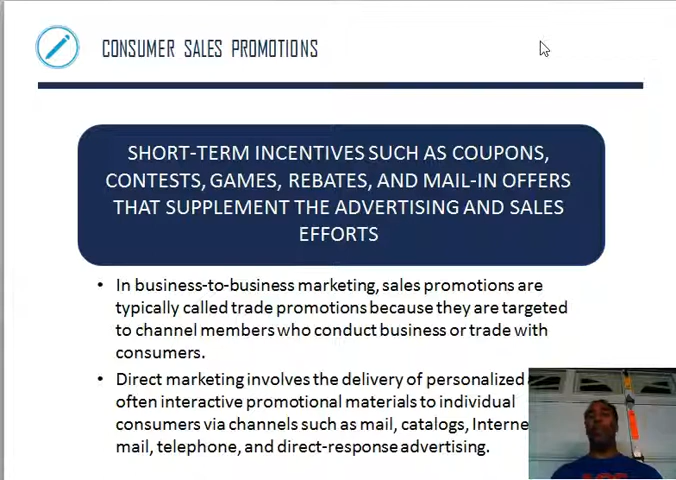 CONSUMER SALES PROMOTIONS
SHORT-TERM INCENTIVES SUCH AS COUPONS,
CONTESTS, GAMES, REBATES, AND MAIL-IN OFFERS
THAT SUPPLEMENT THE ADVERTISING AND SALES
EFFORTS
• In business-to-business marketing, sales promotions are
typically called trade promotions because they are targeted
to channel members who conduct business or trade with
consumers.
• Direct marketing involves the delivery of personalized
often interactive promotional materials to individual
consumers via channels such as mail, catalogs, Interne
mail, telephone, and direct-response advertising.